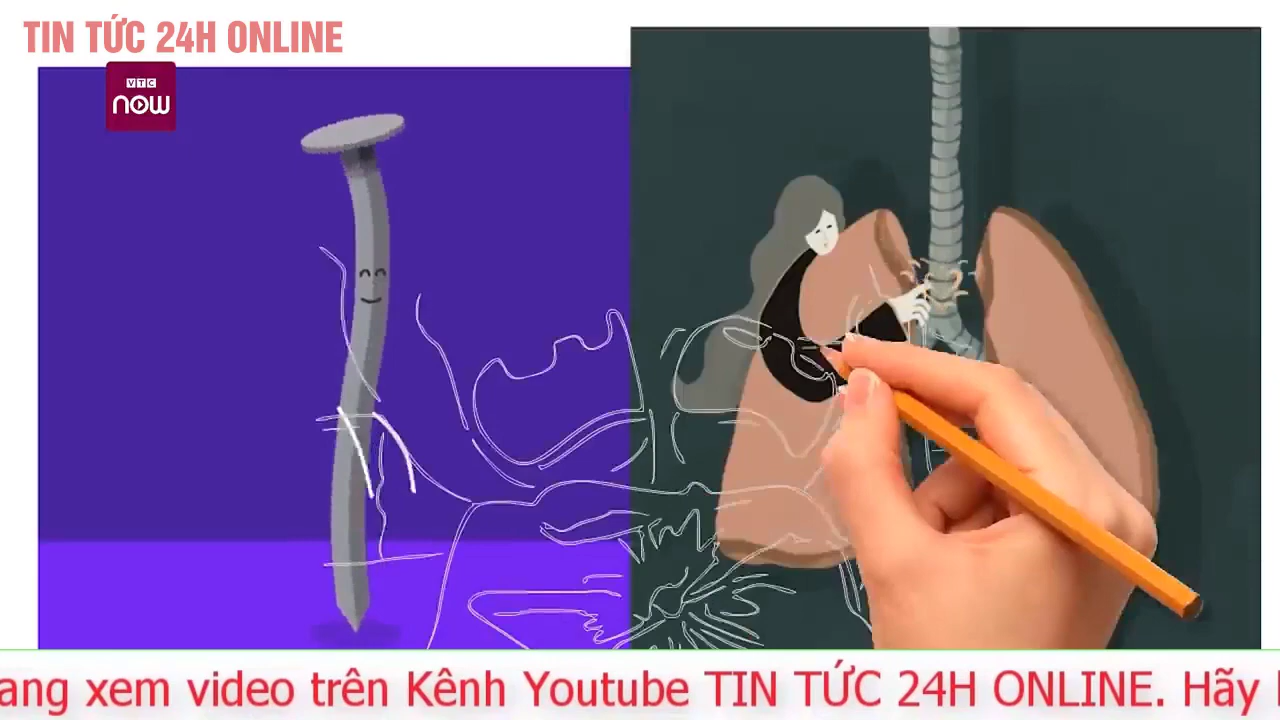 TIN TỨC 24H ONLINE
VTC
now
ang xem video trên Kênh Youtube TIN TỨC 24H ONLINE. Hãy